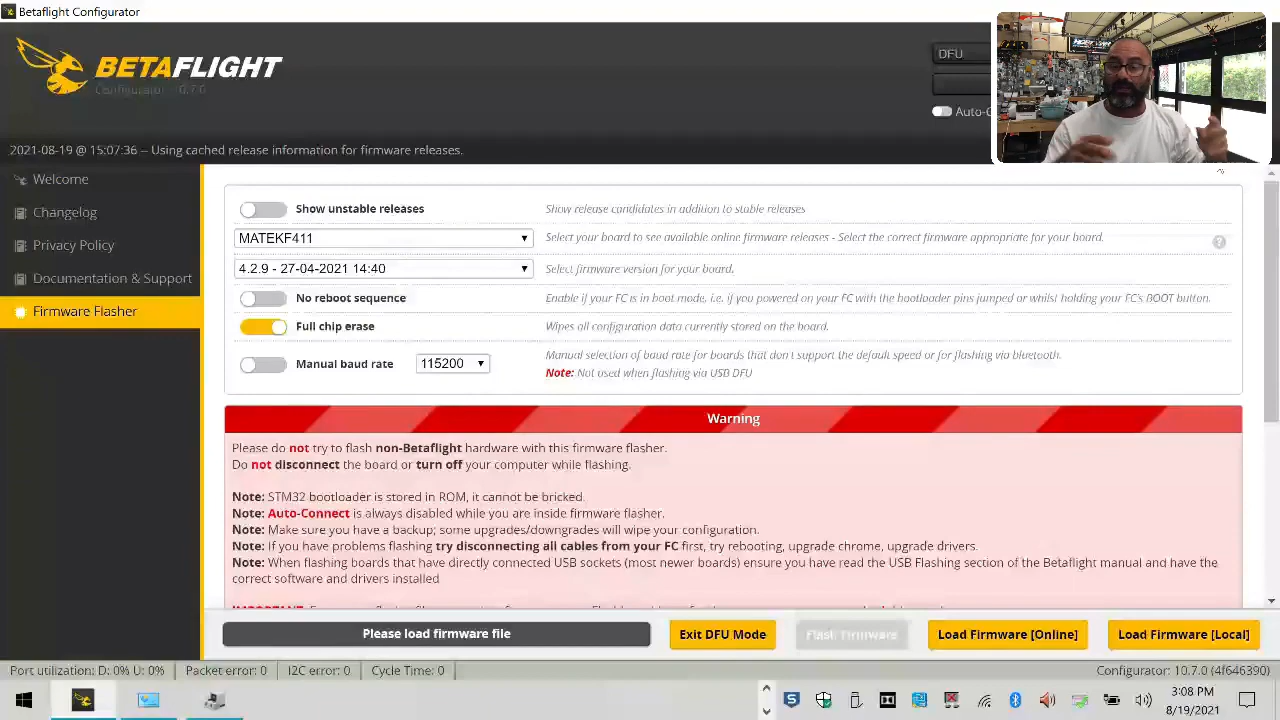 Betaflight Configurator
BETAFLIGHT
Configurator 10.7.0
DFU
Auto-C
2021-08-19 @ 15:07:36 -- Using cached release information for firmware releases.
Welcome
Changelog
Privacy Policy
Documentation & Support
Firmware Flasher
Show unstable releases
Show release candidates in addition to stable releases
MATEKF411
Select your board to see available online firmware releases - Select the correct firmware appropriate for your board.
4.2.9 - 27-04-2021 14:40
Select firmware version for your board.
No reboot sequence
Enable if your FC is in boot mode, i.e. if you powered on your FC with the bootloader pins jumped or whilst holding your FC's BOOT button.
Full chip erase
Wipes all configuration data currently stored on the board.
Manual baud rate
115200
Manual selection of baud rate for boards that don't support the default speed or for flashing via bluetooth.
Note: Not used when flashing via USB DFU
Warning
Please do not try to flash non-Betaflight hardware with this firmware flasher.
Do not disconnect the board or turn off your computer while flashing.
Note: STM32 bootloader is stored in ROM, it cannot be bricked.
Note: Auto-Connect is always disabled while you are inside firmware flasher.
Note: Make sure you have a backup; some upgrades/downgrades will wipe your configuration.
Note: If you have problems flashing try disconnecting all cables from your FC first, try rebooting, upgrade chrome, upgrade drivers.
Note: When flashing boards that have directly connected USB sockets (most newer boards) ensure you have read the USB Flashing section of the Betaflight manual and have the
correct software and drivers installed
Please load firmware file
Exit DFU Mode
Flash Firmware
Load Firmware [Online]
Load Firmware [Local]
Port utilization: D: 0% U: 0%
Packet error: 0
I2C error: 0
Cycle Time: 0
Configurator: 10.7.0 (4f646390)
3:08 PM
8/19/2021